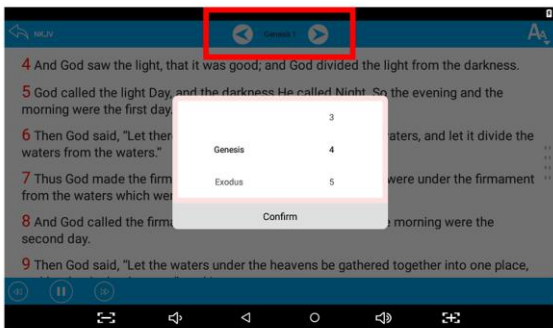 NKJV
Genesis 1
AA
4 And God saw the light, that it was good; and God divided the light from the darkness.
5 God called the light Day, and the darkness He called Night. So the evening and the
morning were the first day.
6 Then God said, "Let ther
aters, and let it divide the
waters from the waters."
7 Thus God made the firm
were under the firmament
from the waters which wer
8 And God called the firma
e morning were the
second day.
9 Then God said, "Let the waters under the heavens be gathered together into one place,
3
Genesis 4
Exodus 5
Confirm